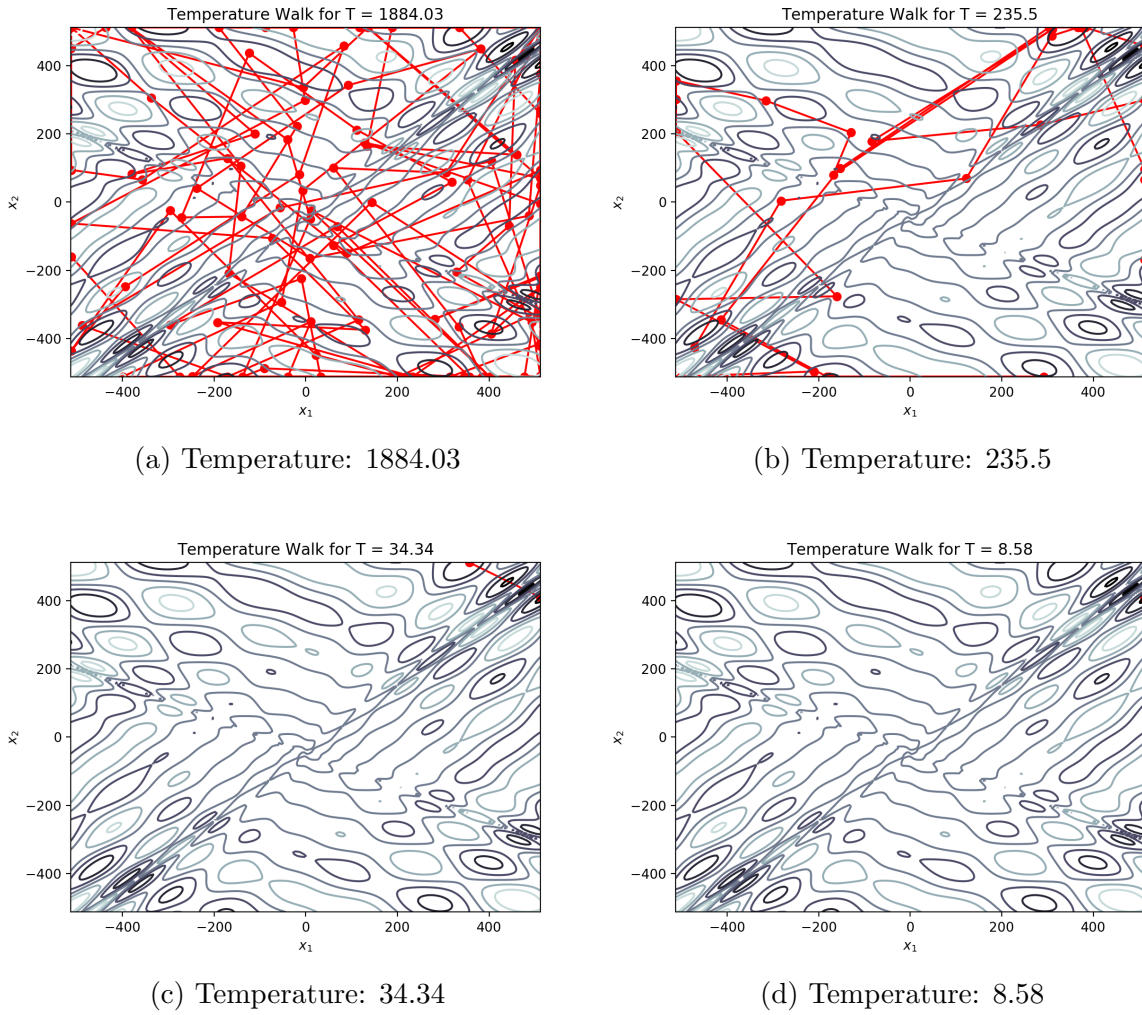 Temperature Walk for T = 1884.03
400
200
0
−200
−400
x₂
−400 −200 0 200 400
x₁
(a) Temperature: 1884.03
Temperature Walk for T = 235.5
400
200
0
−200
−400
x₂
−400 −200 0 200 400
x₁
(b) Temperature: 235.5
Temperature Walk for T = 34.34
400
200
0
−200
−400
x₂
−400 −200 0 200 400
x₁
(c) Temperature: 34.34
Temperature Walk for T = 8.58
400
200
0
−200
−400
x₂
−400 −200 0 200 400
x₁
(d) Temperature: 8.58